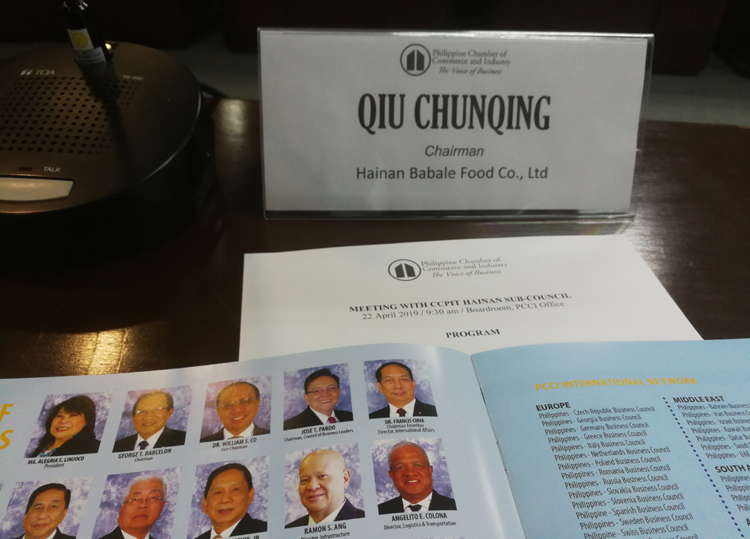 TOA
TALK
Philippine Chamber of
Commerce and Industry
The Voice of Business
QIU CHUNQING
Chairman
Hainan Babale Food Co., Ltd
Philippine Chamber of
Commerce and Industry
The Voice of Business
MEETING WITH CCPIT HAINAN SUB-COUNCIL
22 April 2019 / 9:30 am / Boardroom, PCCI Office
PROGRAM
MA. ALEGRIA S. LIMJOCO
President
GEORGE T. BARCELON
Chairman
DR. WILLIAM S. CO
Vice Chairman
JOSE T. PARDO
Chairman, Council of Business Leaders
DR. FRANCIS CHUA
Chairman Emeritus
Director, International Affairs
RAMON S. ANG
Director, Infrastructure
ANGELITO E. COLONA
Director, Logistics & Transportation
PCCI INTERNATIONAL NETWORK
EUROPE
Philippines - Czech Republic Business Council
Philippines - Georgia Business Council
Philippines - Germany Business Council
Philippines - Greece Business Council
Philippines - Italy Business Council
Philippines - Netherlands Business Council
Philippines - Poland Business Council
Philippines - Romania Business Council
Philippines - Russia Business Council
Philippines - Slovakia Business Council
Philippines - Slovenia Business Council
Philippine - Spanish Business Council
Philippines - Sweden Business Council
Philippines - Swiss Business Council
MIDDLE EAST
Philippines - Bahrain
Philippines - Iran
Philippines - Israel
Philippines - Kuwait
Philippines - Qatar
Philippines -
Philippines - UAE
SOUTH
Philippines
Philippines
Philippines